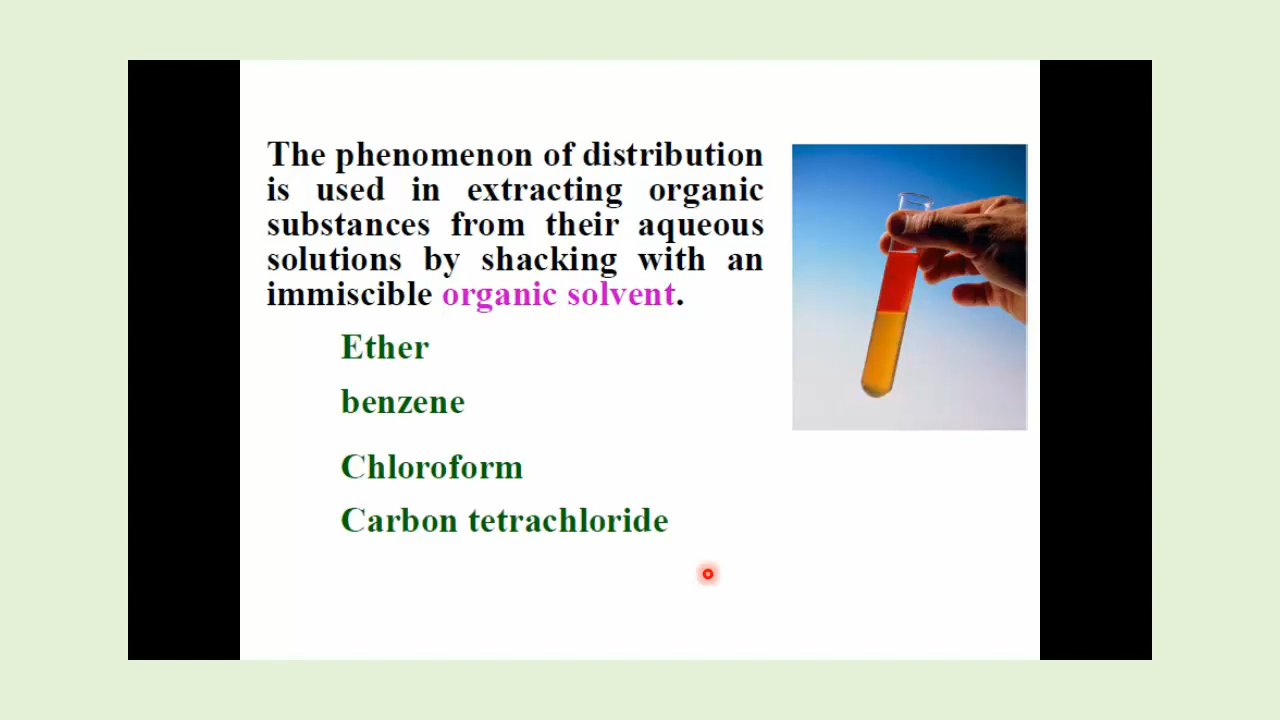 The phenomenon of distribution
is used in extracting organic
substances from their aqueous
solutions by shacking with an
immiscible organic solvent.
Ether
benzene
Chloroform
Carbon tetrachloride